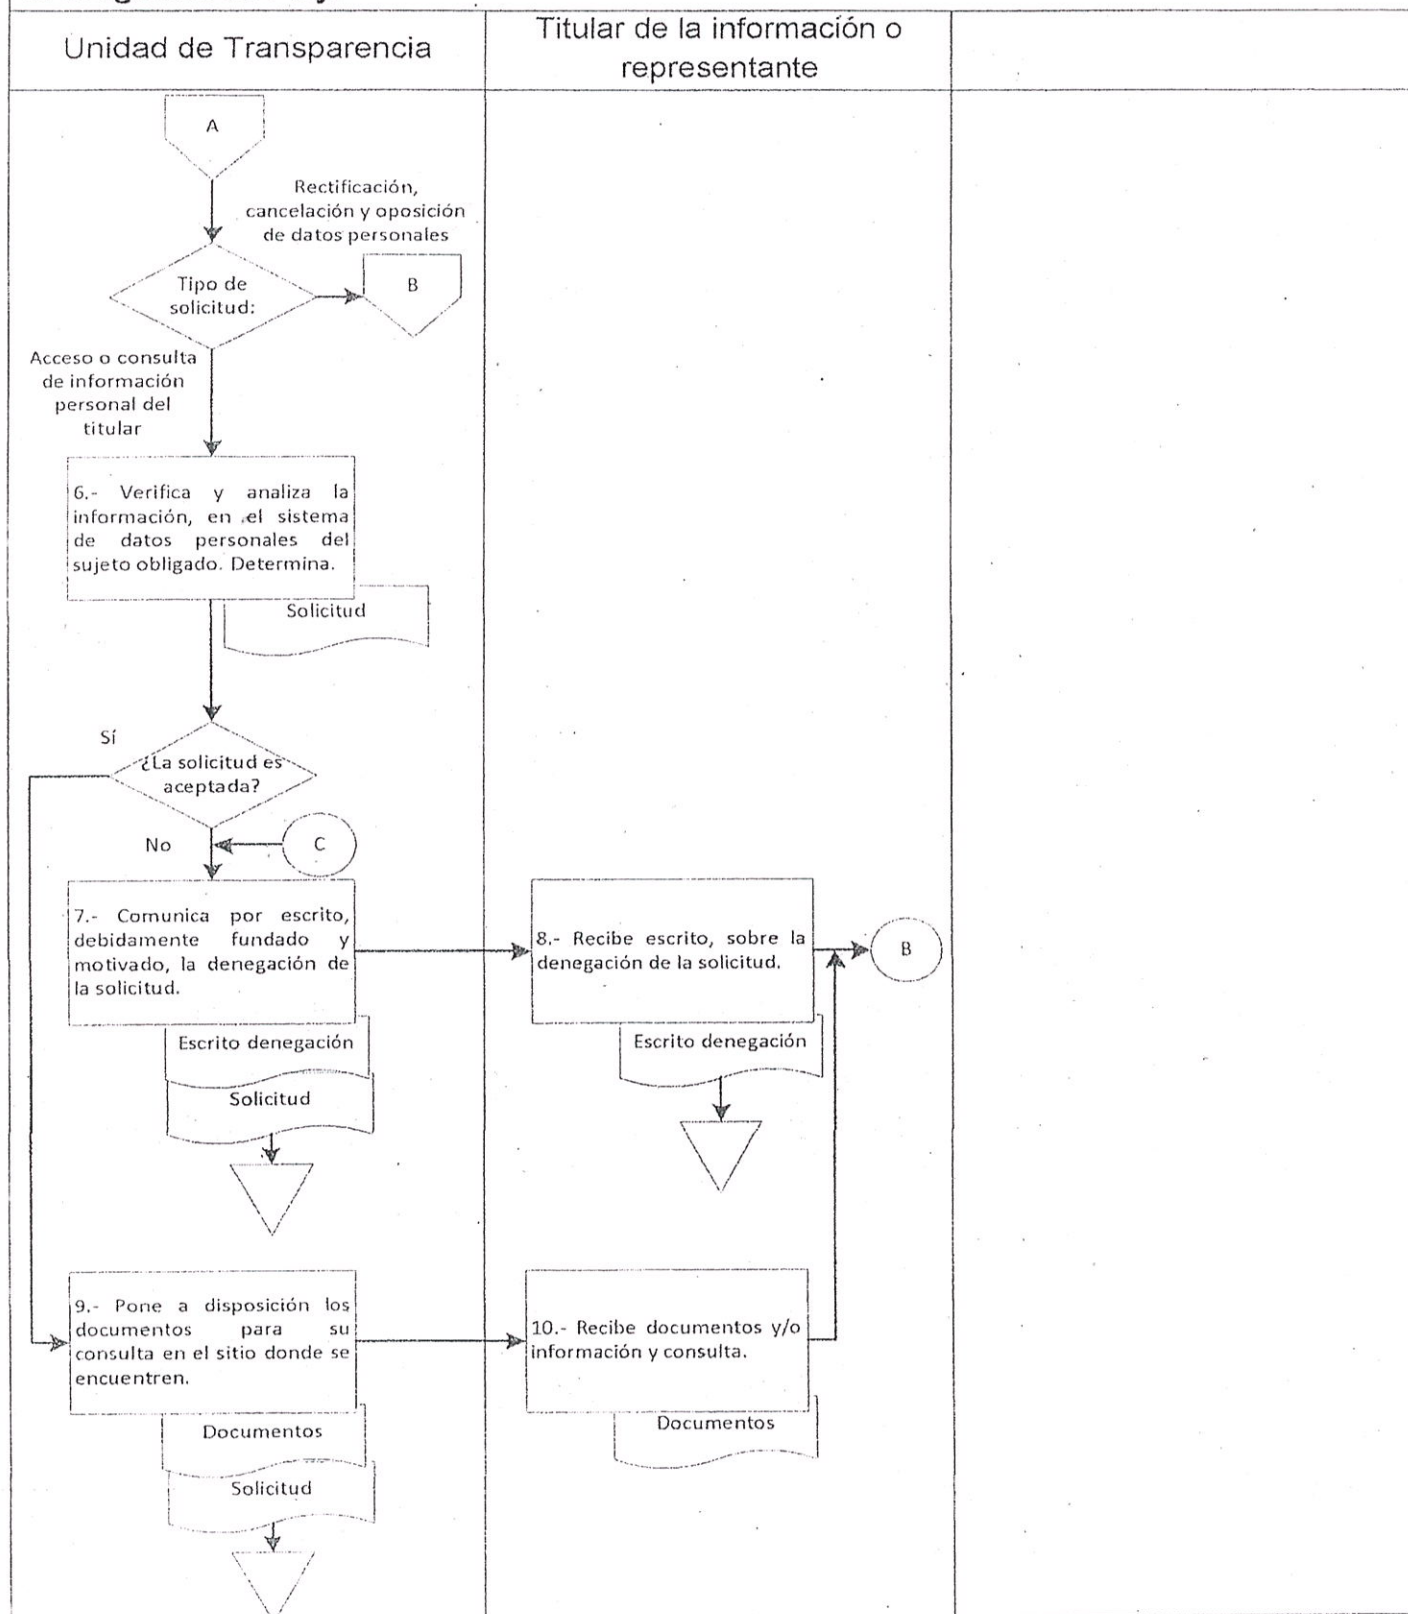 Unidad de Transparencia
Titular de la información o
representante
A
Rectificación,
cancelación y oposición
de datos personales
Tipo de
solicitud:
B
Acceso o consulta
de información
personal del
titular
6.- Verifica y analiza la
información, en el sistema
de datos personales del
sujeto obligado. Determina.
Solicitud
Sí
¿La solicitud es
aceptada?
No
C
7.- Comunica por escrito,
debidamente fundado y
motivado, la denegación de
la solicitud.
8.- Recibe escrito, sobre la
denegación de la solicitud.
B
Escrito denegación
Solicitud
Escrito denegación
9.- Pone a disposición los
documentos para su
consulta en el sitio donde se
encuentren.
10.- Recibe documentos y/o
información y consulta.
Documentos
Solicitud
Documentos